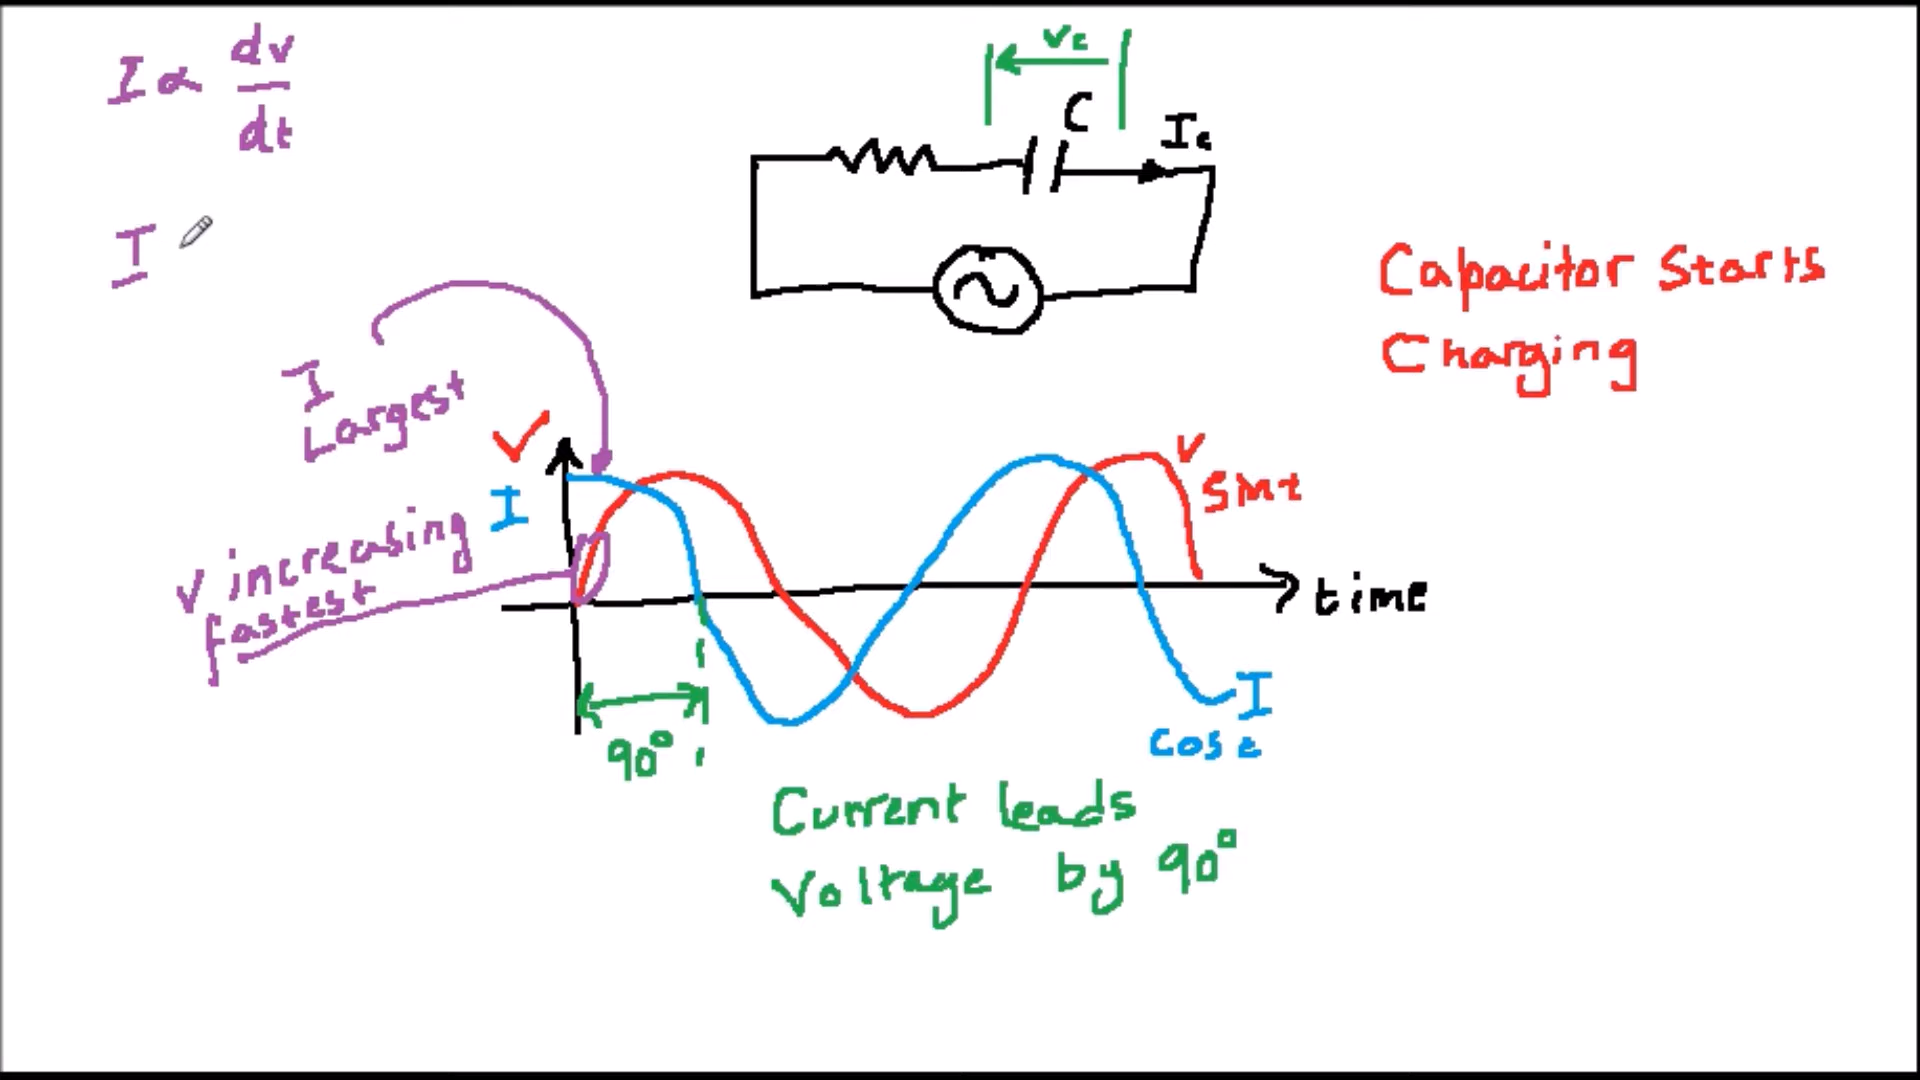 I ∝ dv
dt
I
Vc
C
Ic
Capacitor Starts
Charging
I
Largest
V
I
V increasing
fastest
V
Sin t
time
I
Cos t
90°
Current leads
Voltage by 90°